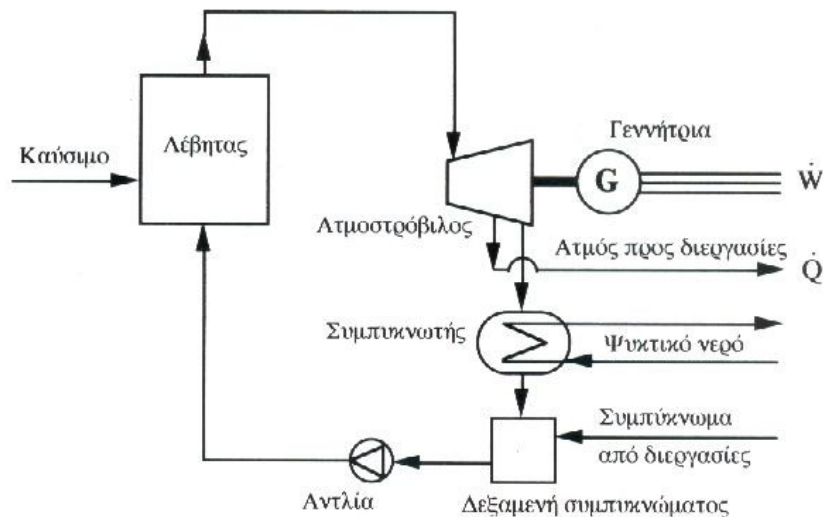 Γεννήτρια
Λέβητας
Καύσιμο
G
Ẇ
Ατμοστρόβιλος
Ατμός προς διεργασίες
Q̇
Συμπυκνωτής
Ψυκτικό νερό
Συμπύκνωμα
από διεργασίες
Αντλία
Δεξαμενή συμπυκνώματος